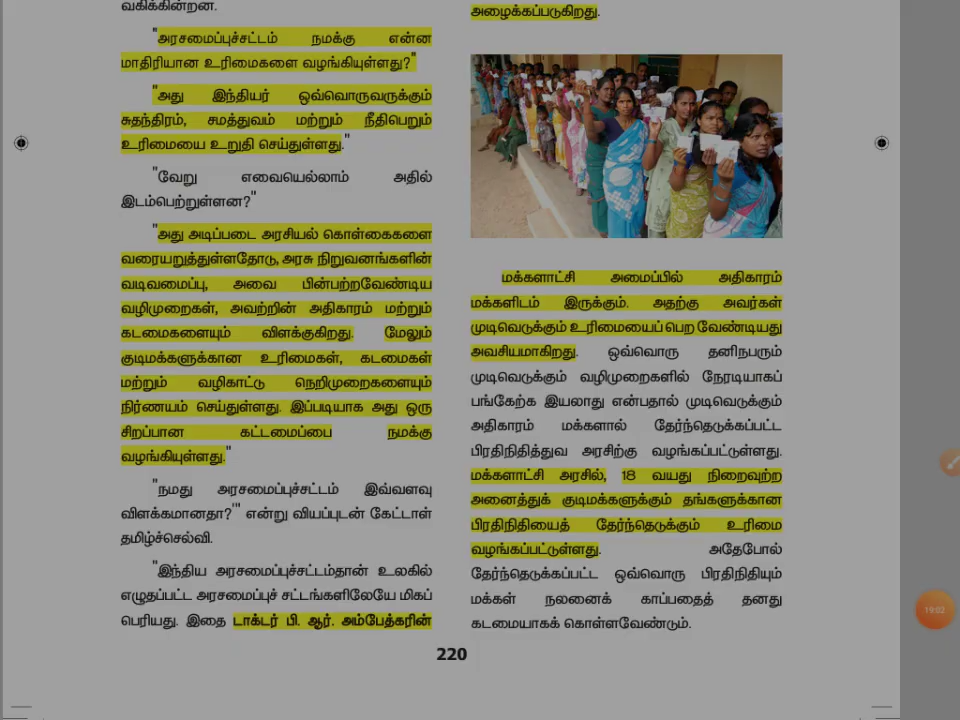 வகிக்கின்றன.
"அரசமைப்புச்சட்டம் நமக்கு என்ன
மாதிரியான உரிமைகளை வழங்கியுள்ளது?"
"அது இந்தியர் ஒவ்வொருவருக்கும்
சுதந்திரம், சமத்துவம் மற்றும் நீதிபெறும்
உரிமையை உறுதி செய்துள்ளது."
"வேறு எவையெல்லாம் அதில்
இடம்பெற்றுள்ளன?"
"அது அடிப்படை அரசியல் கொள்கைகளை
வரையறுத்துள்ளதோடு, அரசு நிறுவனங்களின்
வடிவமைப்பு, அவை பின்பற்றவேண்டிய
வழிமுறைகள், அவற்றின் அதிகாரம் மற்றும்
கடமைகளையும் விளக்குகிறது. மேலும்
குடிமக்களுக்கான உரிமைகள், கடமைகள்
மற்றும் வழிகாட்டு நெறிமுறைகளையும்
நிர்ணயம் செய்துள்ளது. இப்படியாக அது ஒரு
சிறப்பான கட்டமைப்பை நமக்கு
வழங்கியுள்ளது."
"நமது அரசமைப்புச்சட்டம் இவ்வளவு
விளக்கமானதா?'" என்று வியப்புடன் கேட்டாள்
தமிழ்ச்செல்வி.
"இந்திய அரசமைப்புச்சட்டம்தான் உலகில்
எழுதப்பட்ட அரசமைப்புச் சட்டங்களிலேயே மிகப்
பெரியது. இதை டாக்டர் பி. ஆர். அம்பேத்கரின்
அழைக்கப்படுகிறது.
மக்களாட்சி அமைப்பில் அதிகாரம்
மக்களிடம் இருக்கும். அதற்கு அவர்கள்
முடிவெடுக்கும் உரிமையைப் பெற வேண்டியது
அவசியமாகிறது. ஒவ்வொரு தனிநபரும்
முடிவெடுக்கும் வழிமுறைகளில் நேரடியாகப்
பங்கேற்க இயலாது என்பதால் முடிவெடுக்கும்
அதிகாரம் மக்களால் தேர்ந்தெடுக்கப்பட்ட
பிரதிநிதித்துவ அரசிற்கு வழங்கப்பட்டுள்ளது.
மக்களாட்சி அரசில், 18 வயது நிறைவுற்ற
அனைத்துக் குடிமக்களுக்கும் தங்களுக்கான
பிரதிநிதியைத் தேர்ந்தெடுக்கும் உரிமை
வழங்கப்பட்டுள்ளது. அதேபோல்
தேர்ந்தெடுக்கப்பட்ட ஒவ்வொரு பிரதிநிதியும்
மக்கள் நலனைக் காப்பதைத் தனது
கடமையாகக் கொள்ளவேண்டும்.
220
19:02